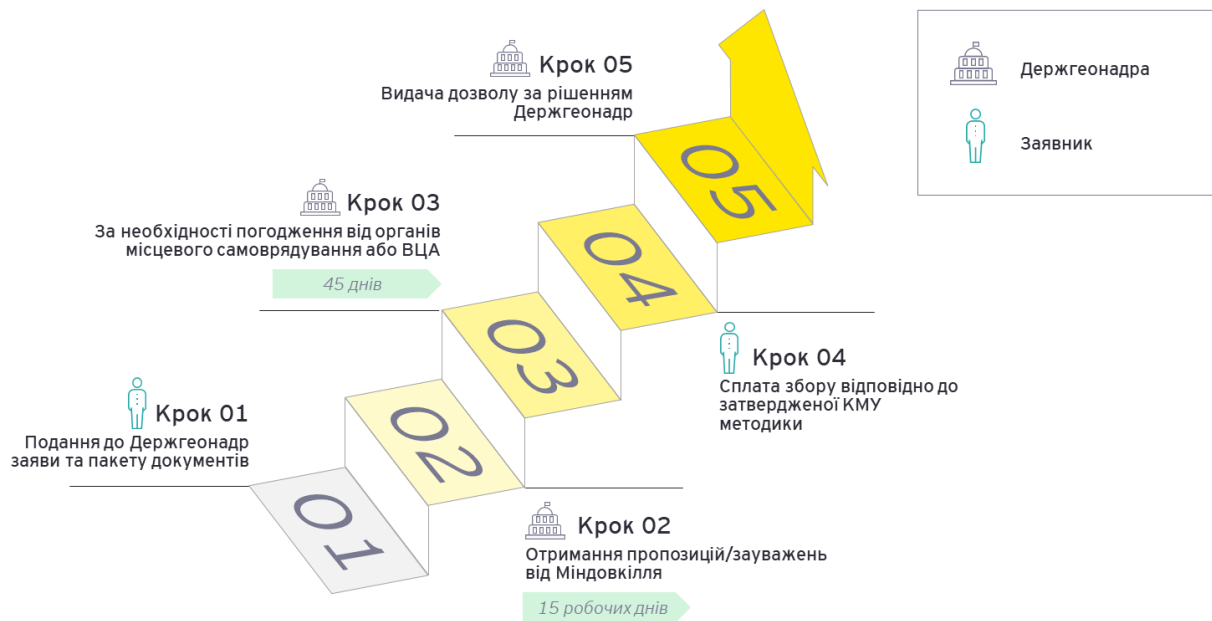 Крок 05
Видача дозволу за рішенням
Держгеонадр
Держгеонадра
Заявник
Крок 03
За необхідності погодження від органів
місцевого самоврядування або ВЦА
45 днів
Крок 04
Сплата збору відповідно до
затвердженої КМУ
методики
Крок 01
Подання до Держгеонадр
заяви та пакету документів
Крок 02
Отримання пропозицій/зауважень
від Міндовкілля
15 робочих днів
05
04
03
02
01